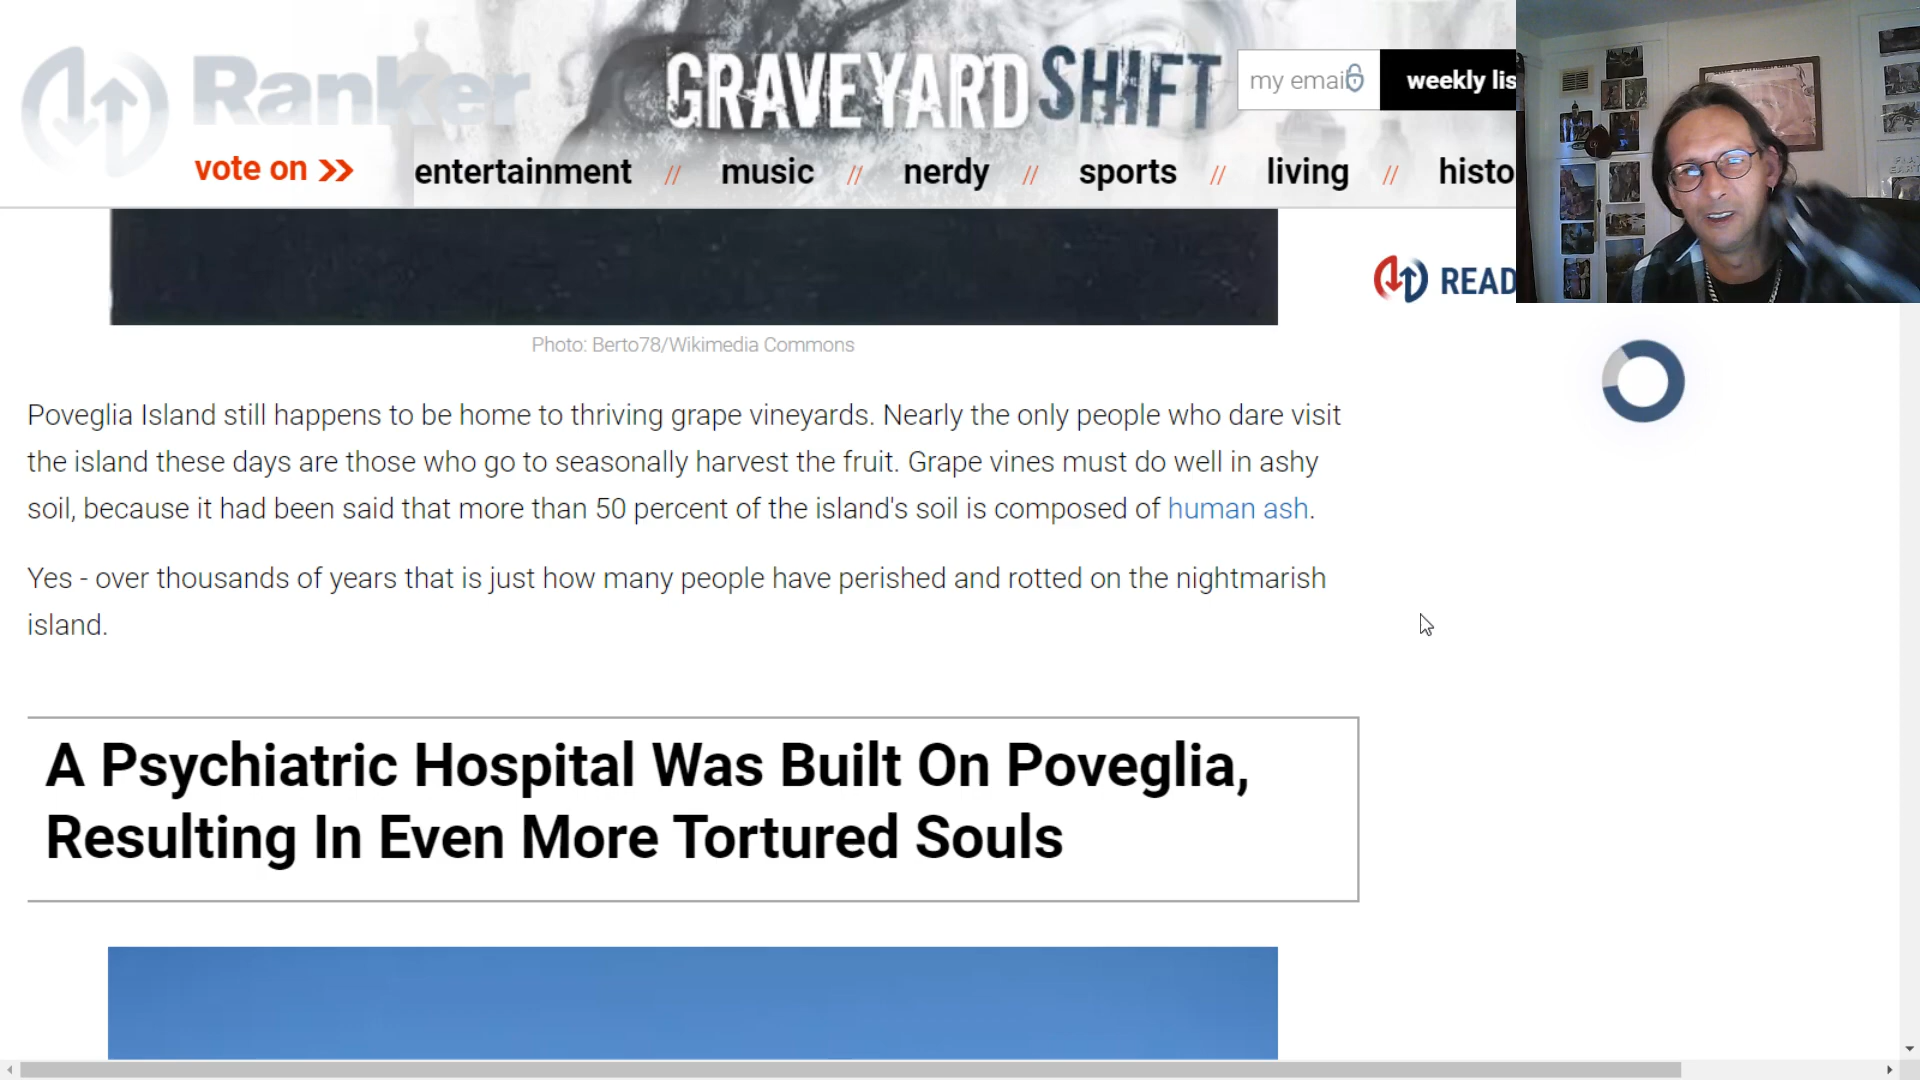 Ranker
GRAVEYARD SHIFT
my email
weekly lis
vote on
entertainment // music // nerdy // sports // living // histo
READ
Photo: Berto78/Wikimedia Commons
Poveglia Island still happens to be home to thriving grape vineyards. Nearly the only people who dare visit
the island these days are those who go to seasonally harvest the fruit. Grape vines must do well in ashy
soil, because it had been said that more than 50 percent of the island's soil is composed of human ash.
Yes - over thousands of years that is just how many people have perished and rotted on the nightmarish
island.
A Psychiatric Hospital Was Built On Poveglia,
Resulting In Even More Tortured Souls